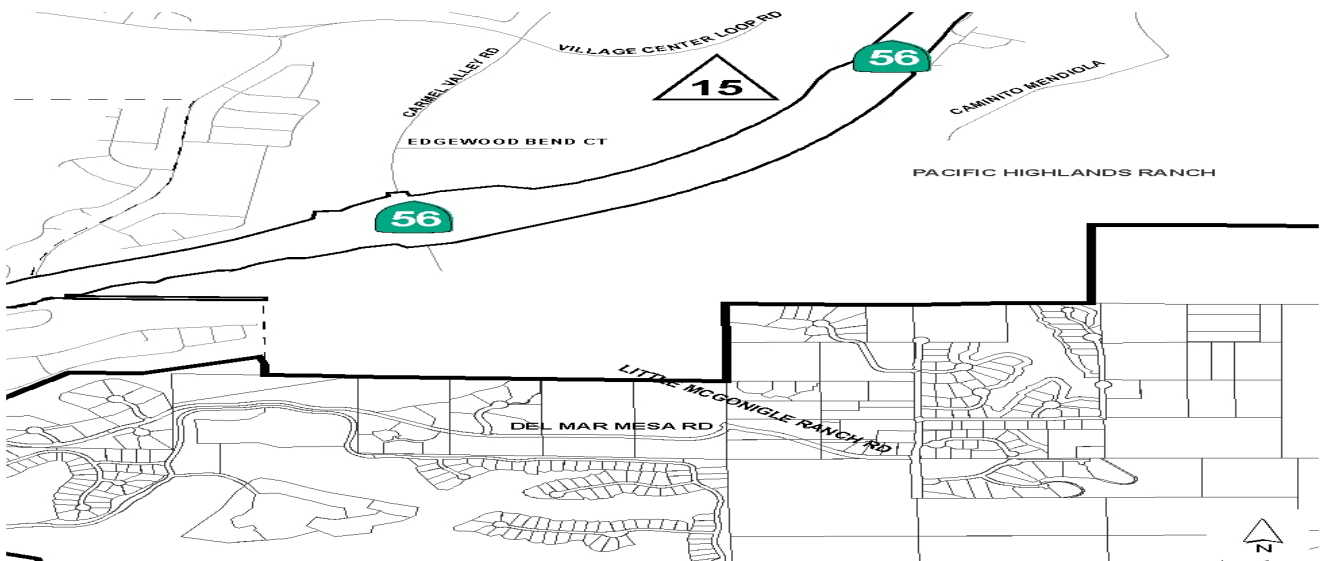 VILLAGE CENTER LOOP RD
56
CARMEL VALLEY RD
15
CAMINITO MENDIOLA
EDGEWOOD BEND CT
PACIFIC HIGHLANDS RANCH
56
LITTLE MCGONIGLE RANCH RD
DEL MAR MESA RD
N